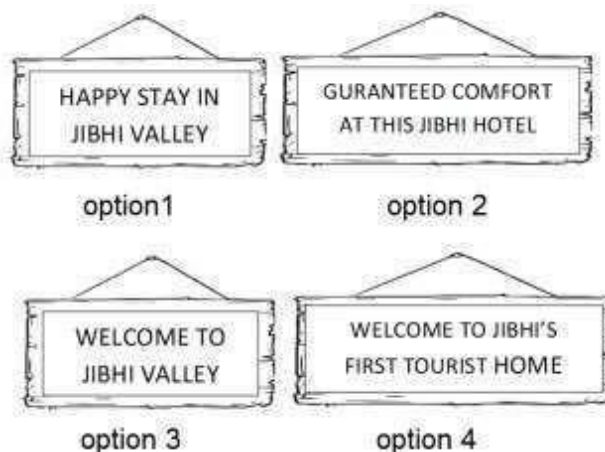 HAPPY STAY IN
JIBHI VALLEY
option1
GURANTEED COMFORT
AT THIS JIBHI HOTEL
option 2
WELCOME TO
JIBHI VALLEY
option 3
WELCOME TO JIBHI'S
FIRST TOURIST HOME
option 4